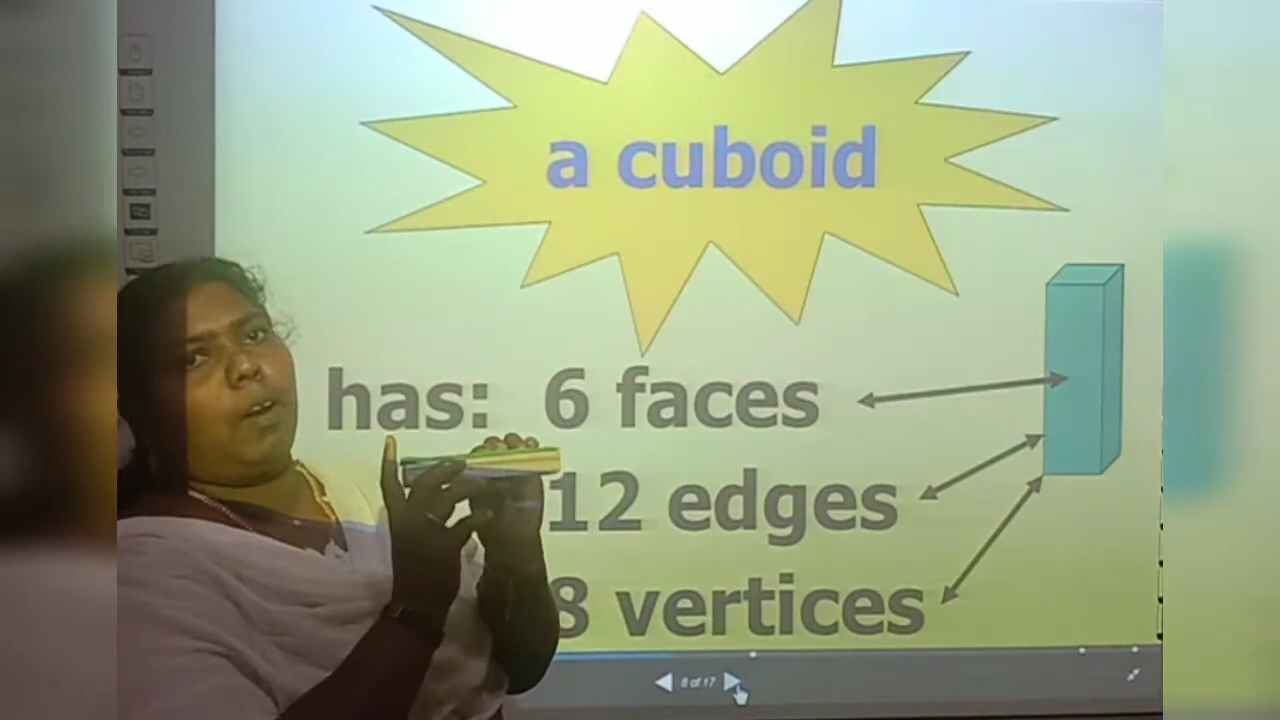 a cuboid
has: 6 faces
12 edges
8 vertices
8 of 17